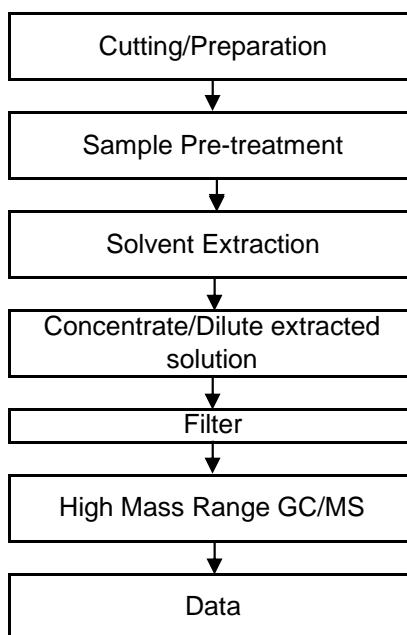 Cutting/Preparation
Sample Pre-treatment
Solvent Extraction
Concentrate/Dilute extracted
solution
Filter
High Mass Range GC/MS
Data